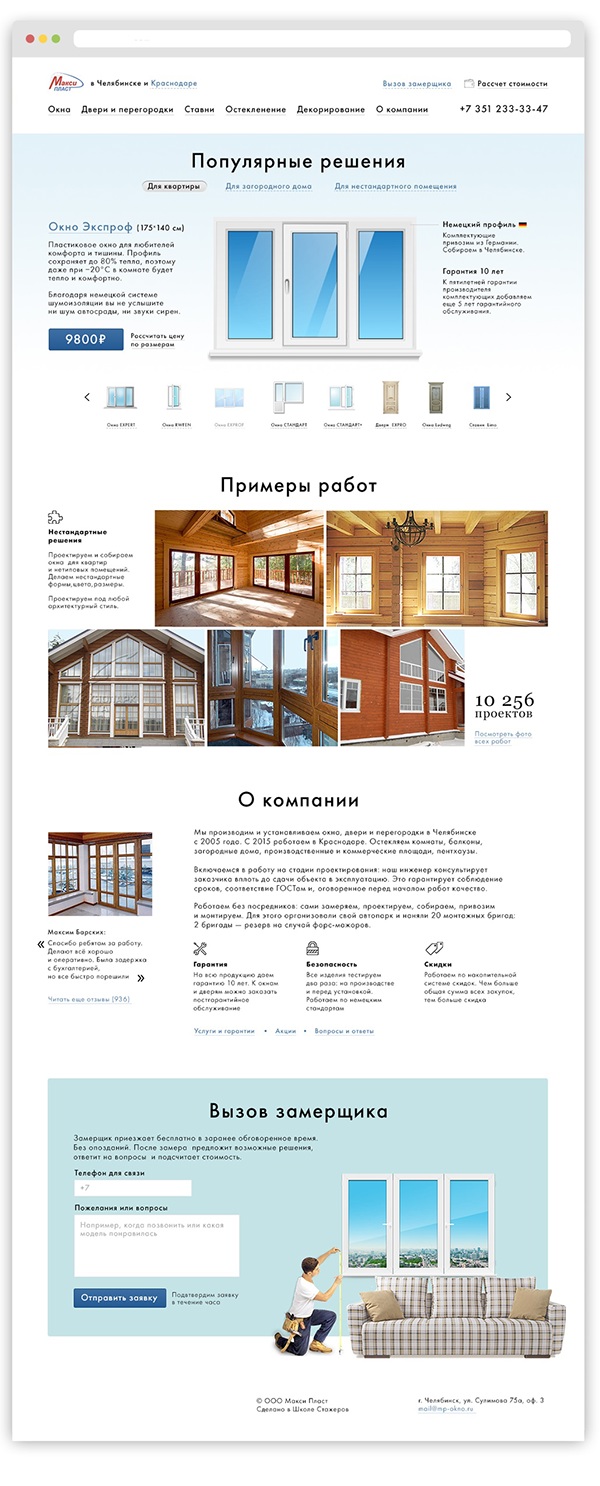 Макси
ПЛАСТ
в Челябинске и Краснодаре
Вызов замерщика
Рассчет стоимости
Окна Двери и перегородки Ставни Остекленение Декорирование О компании
+7 351 233-33-47
Популярные решения
Для квартиры Для загородного дома Для нестандартного помещения
Окно Экспроф (175*140 см)
Пластиковое окно для любителей
комфорта и тишины. Профиль
сохраняет до 80% тепла, поэтому
даже при −20°С в комнате будет
тепло и комфортно.
Благодаря немецкой системе
шумоизоляции вы не услышите
ни шум автосрады, ни звуки сирен.
9800₽
Рассчитать цену
по размерам
Немецкий профиль
Комплектующие
привозим из Германии.
Собираем в Челябинске.
Гарантия 10 лет
К пятилетней гарантии
производителя
комплектующих добавляем
еще 5 лет гарантийного
обслуживания.
Окно EXPERT
Окно EXPROF
Окно СТАНДАРТ
Окно СТАНДАРТ+
Дверь EXPRO
Окно Ludwig
Примеры работ
Нестандартные
решения
Проектируем и собираем
окна для квартир
и нетиповых помещений.
Делаем нестандартные
формы,цвета,размеры.
Проектируем под любой
архитектурный стиль.
10 256
проектов
Посмотреть фото
всех работ
О компании
Мы производим и устанавливаем окна, двери и перегородки в Челябинске
с 2005 года. С 2015 работаем в Краснодаре. Остекляем комнаты, балконы,
загородные дома, производственные и коммерческие площади, пентхаузы.
Включаемся в работу на стадии проектирования: наш инженер консультирует
заказчика вплоть до сдачи объекта в эксплуатацию. Это гарантирует соблюдение
сроков, соответствие ГОСТам и, оговоренное перед началом работ качество.
Работаем без посредников: сами замеряем, проектируем, собираем, привозим
и монтируем. Для этого организовали свой автопарк и наняли 20 монтажных бригад:
2 бригады — резерв на случай форс-мажоров.
Максим Барских:
« Спасибо ребятам за работу.
Делают всё хорошо
и оперативно. Была задержка
с бухгалтерией,
но все быстро порешили »
Читать еще отзывы (936)
Гарантия
На всю продукцию даем
гарантию 10 лет. К окнам
и дверям можно заказать
постгарантийное
обслуживание
Безопасность
Все изделия тестируем
два раза: на производстве
и перед установкой.
Работаем по немецким
стандартам
Скидки
Работаем по накопительной
системе скидок. Чем больше
общая сумма всех закупок,
тем больше скидка
Услуги и гарантии • Акции • Вопросы и ответы
Вызов замерщика
Замерщик приезжает бесплатно в заранее обговоренное время.
Без опозданий. После замера предложит возможные решения,
ответит на вопросы и подсчитает стоимость.
Телефон для связи
+7
Пожелания или вопросы
Например, когда позвонить или какая
модель понравилась
Отправить заявку
Подвтвердим заявку
в течение часа
© ООО Макси Пласт
Сделано в Школе Стажеров
г. Челябинск, ул. Сулимова 75а, оф. 3
mail@mp-okno.ru